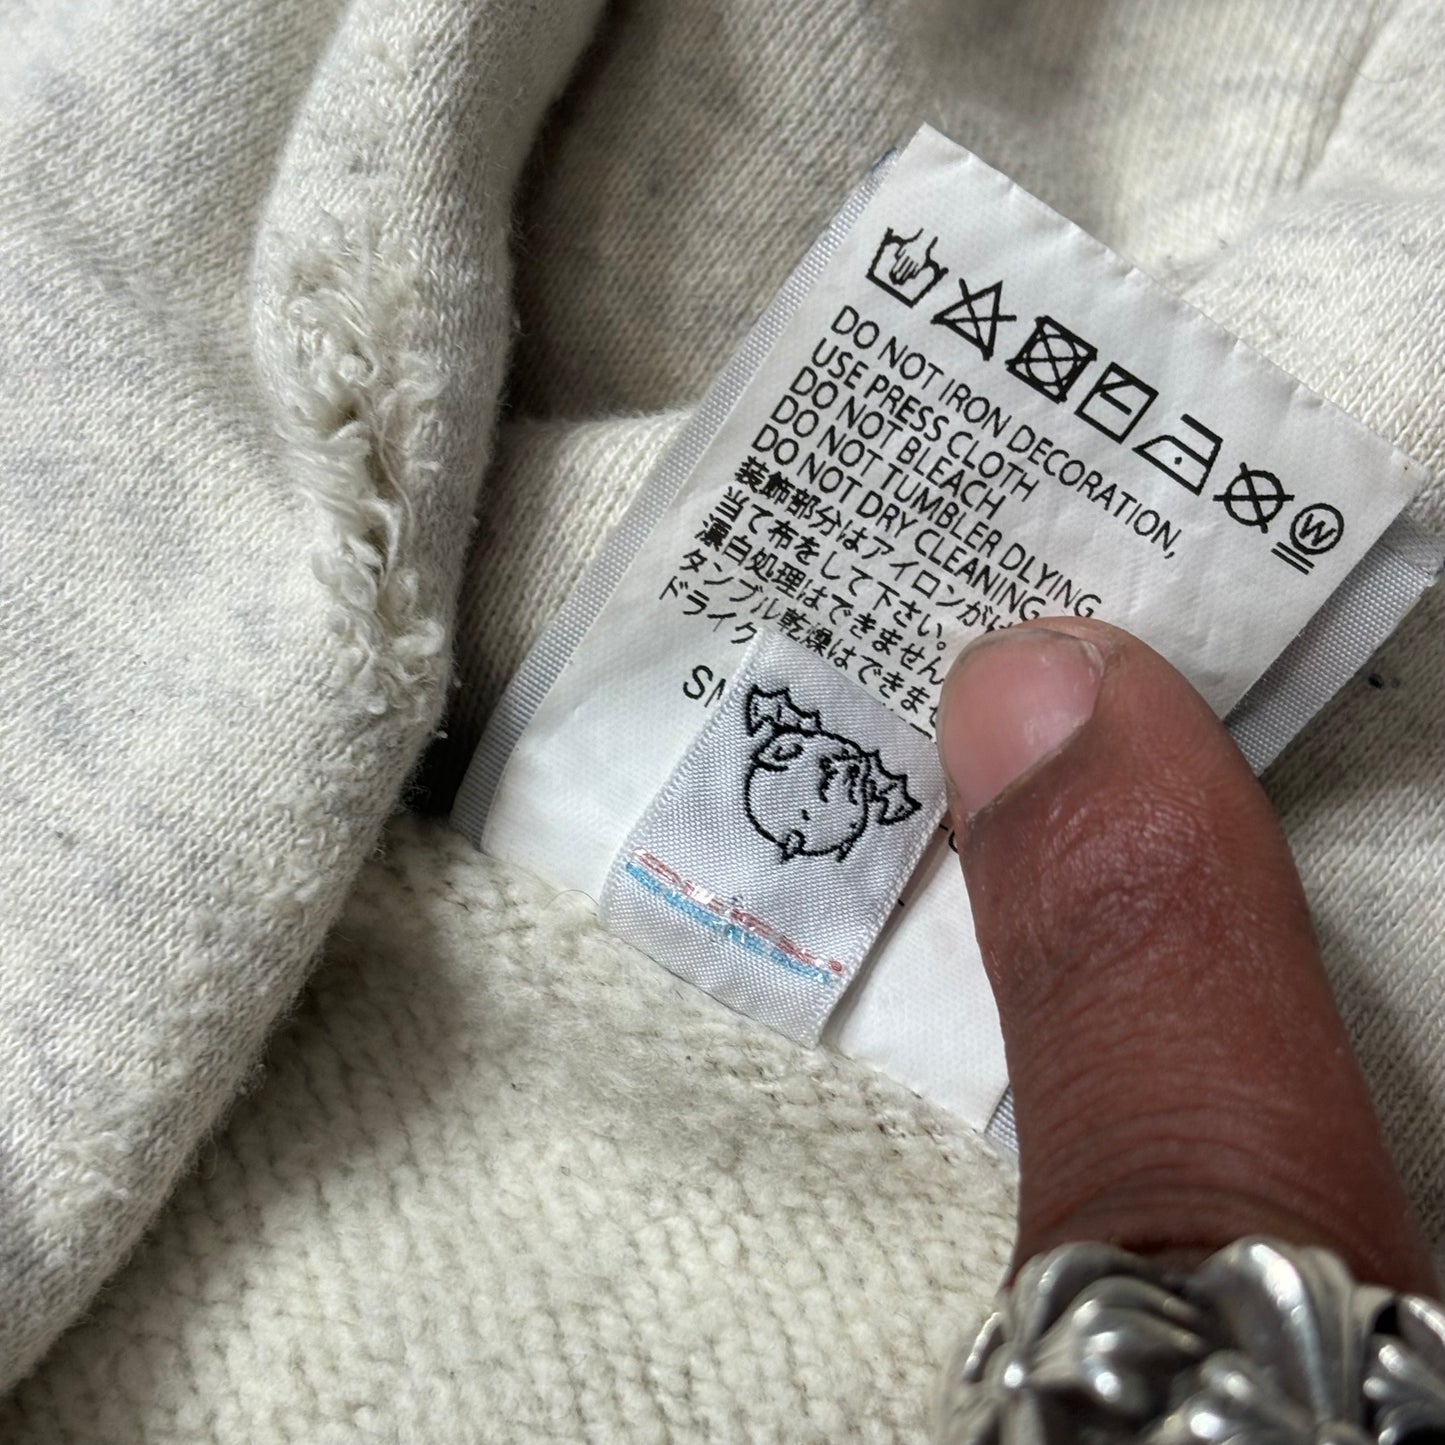 DO NOT IRON DECORATION,
USE PRESS CLOTH
DO NOT BLEACH
DO NOT TUMBLER DLYING
DO NOT DRY CLEANING
装飾部分はアイロンがけ
当て布をして下さい。
漂白処理はできません
タンブル乾燥はできませ
ドライク
SM
W